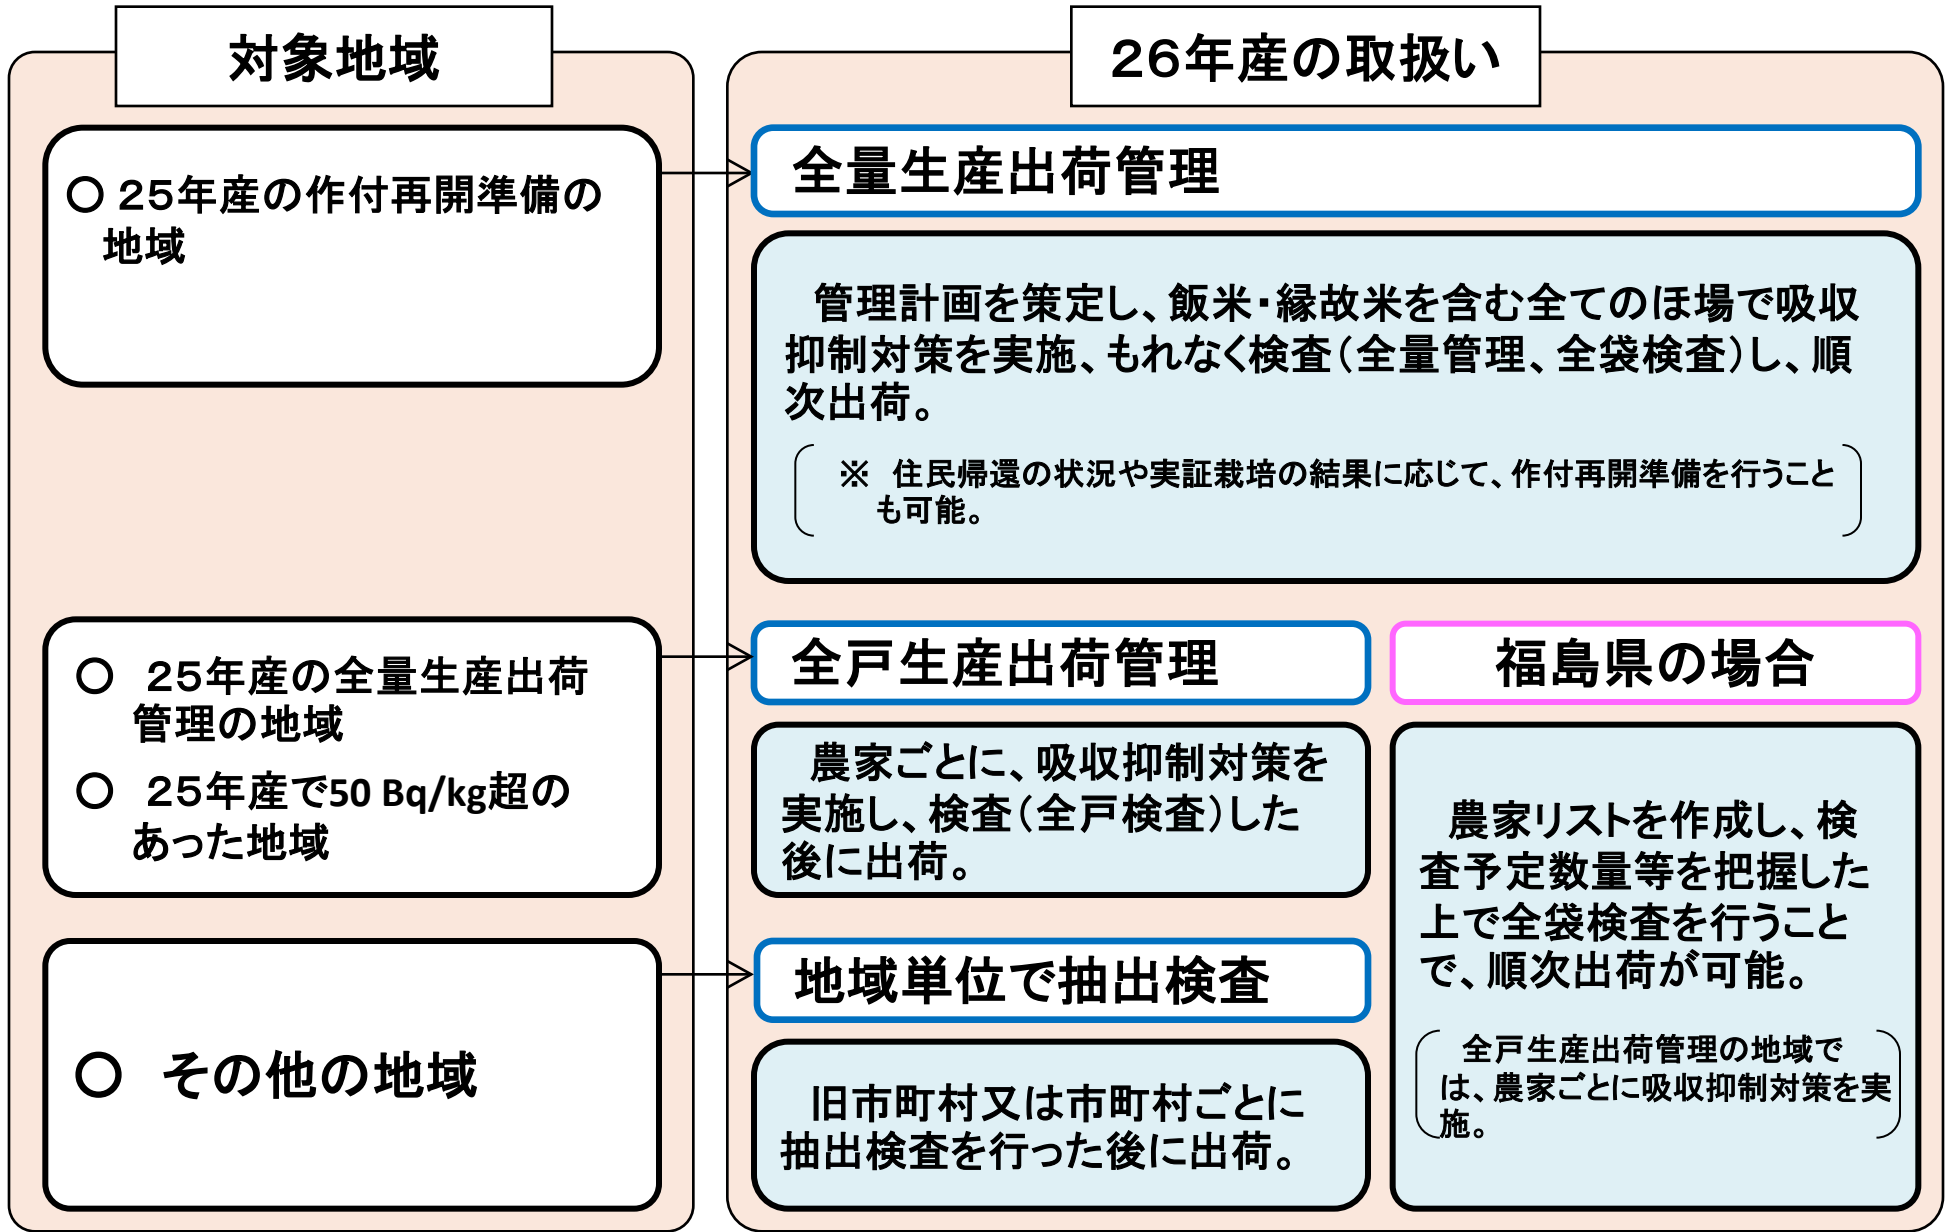 対象地域
○ 25年産の作付再開準備の
地域
○　25年産の全量生産出荷
管理の地域
○　25年産で50 Bq/kg超の
あった地域
○　その他の地域
26年産の取扱い
全量生産出荷管理
管理計画を策定し、飯米・縁故米を含む全てのほ場で吸収
抑制対策を実施、もれなく検査（全量管理、全袋検査）し、順
次出荷。
※　住民帰還の状況や実証栽培の結果に応じて、作付再開準備を行うこと
も可能。
全戸生産出荷管理
農家ごとに、吸収抑制対策を
実施し、検査（全戸検査）した
後に出荷。
地域単位で抽出検査
旧市町村又は市町村ごとに
抽出検査を行った後に出荷。
福島県の場合
農家リストを作成し、検
査予定数量等を把握した
上で全袋検査を行うこと
で、順次出荷が可能。
全戸生産出荷管理の地域で
は、農家ごとに吸収抑制対策を実
施。